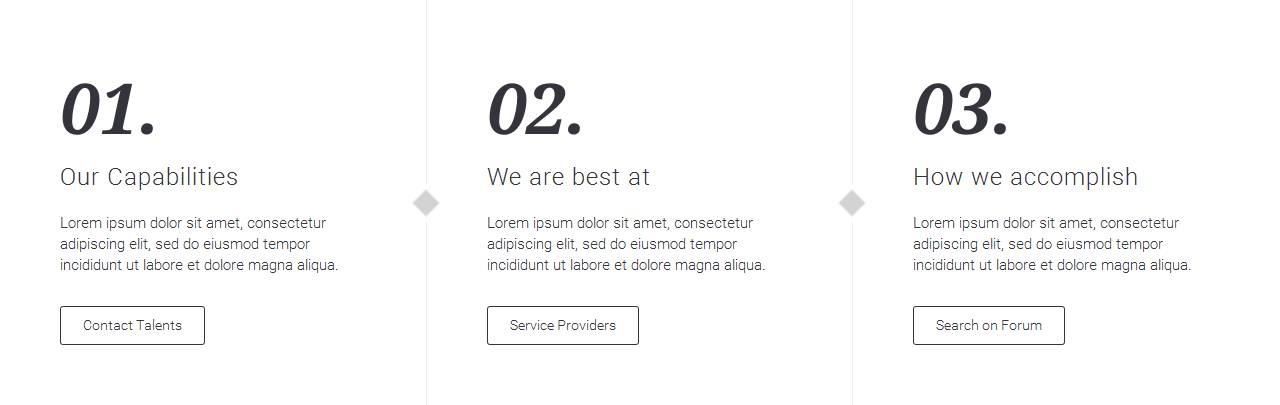 01.
Our Capabilities
Lorem ipsum dolor sit amet, consectetur
adipiscing elit, sed do eiusmod tempor
incididunt ut labore et dolore magna aliqua.
Contact Talents
02.
We are best at
Lorem ipsum dolor sit amet, consectetur
adipiscing elit, sed do eiusmod tempor
incididunt ut labore et dolore magna aliqua.
Service Providers
03.
How we accomplish
Lorem ipsum dolor sit amet, consectetur
adipiscing elit, sed do eiusmod tempor
incididunt ut labore et dolore magna aliqua.
Search on Forum